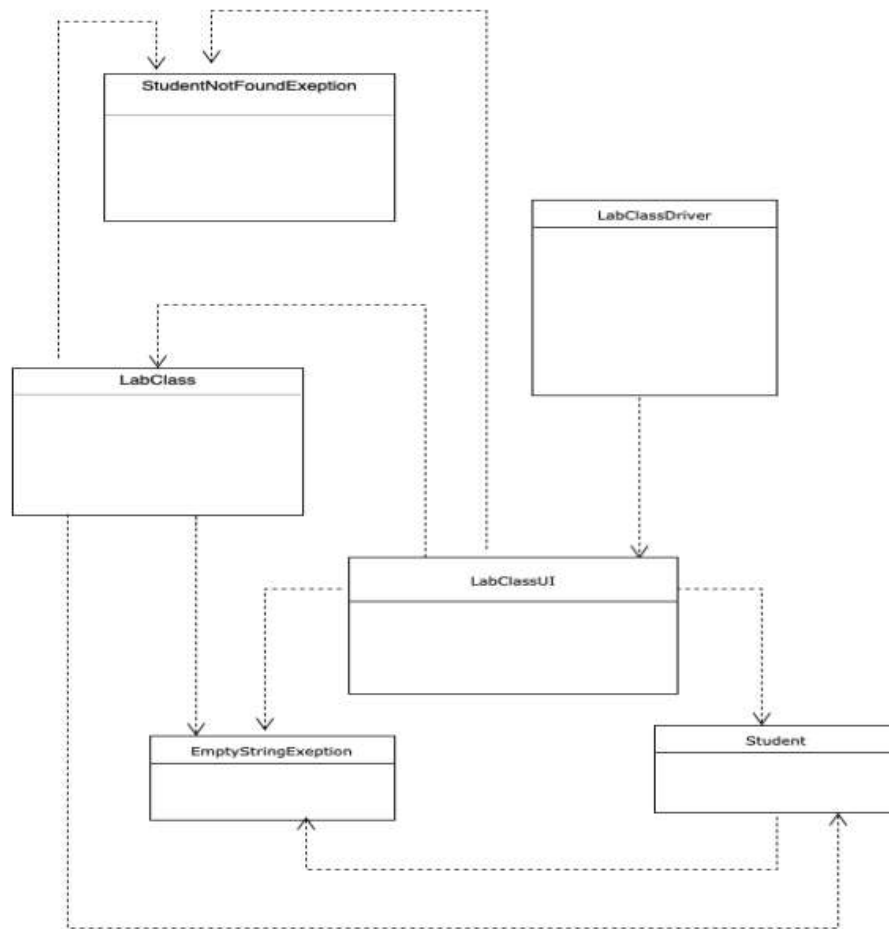 StudentNotFoundExeption
LabClassDriver
LabClass
LabClassUI
EmptyStringExeption
Student